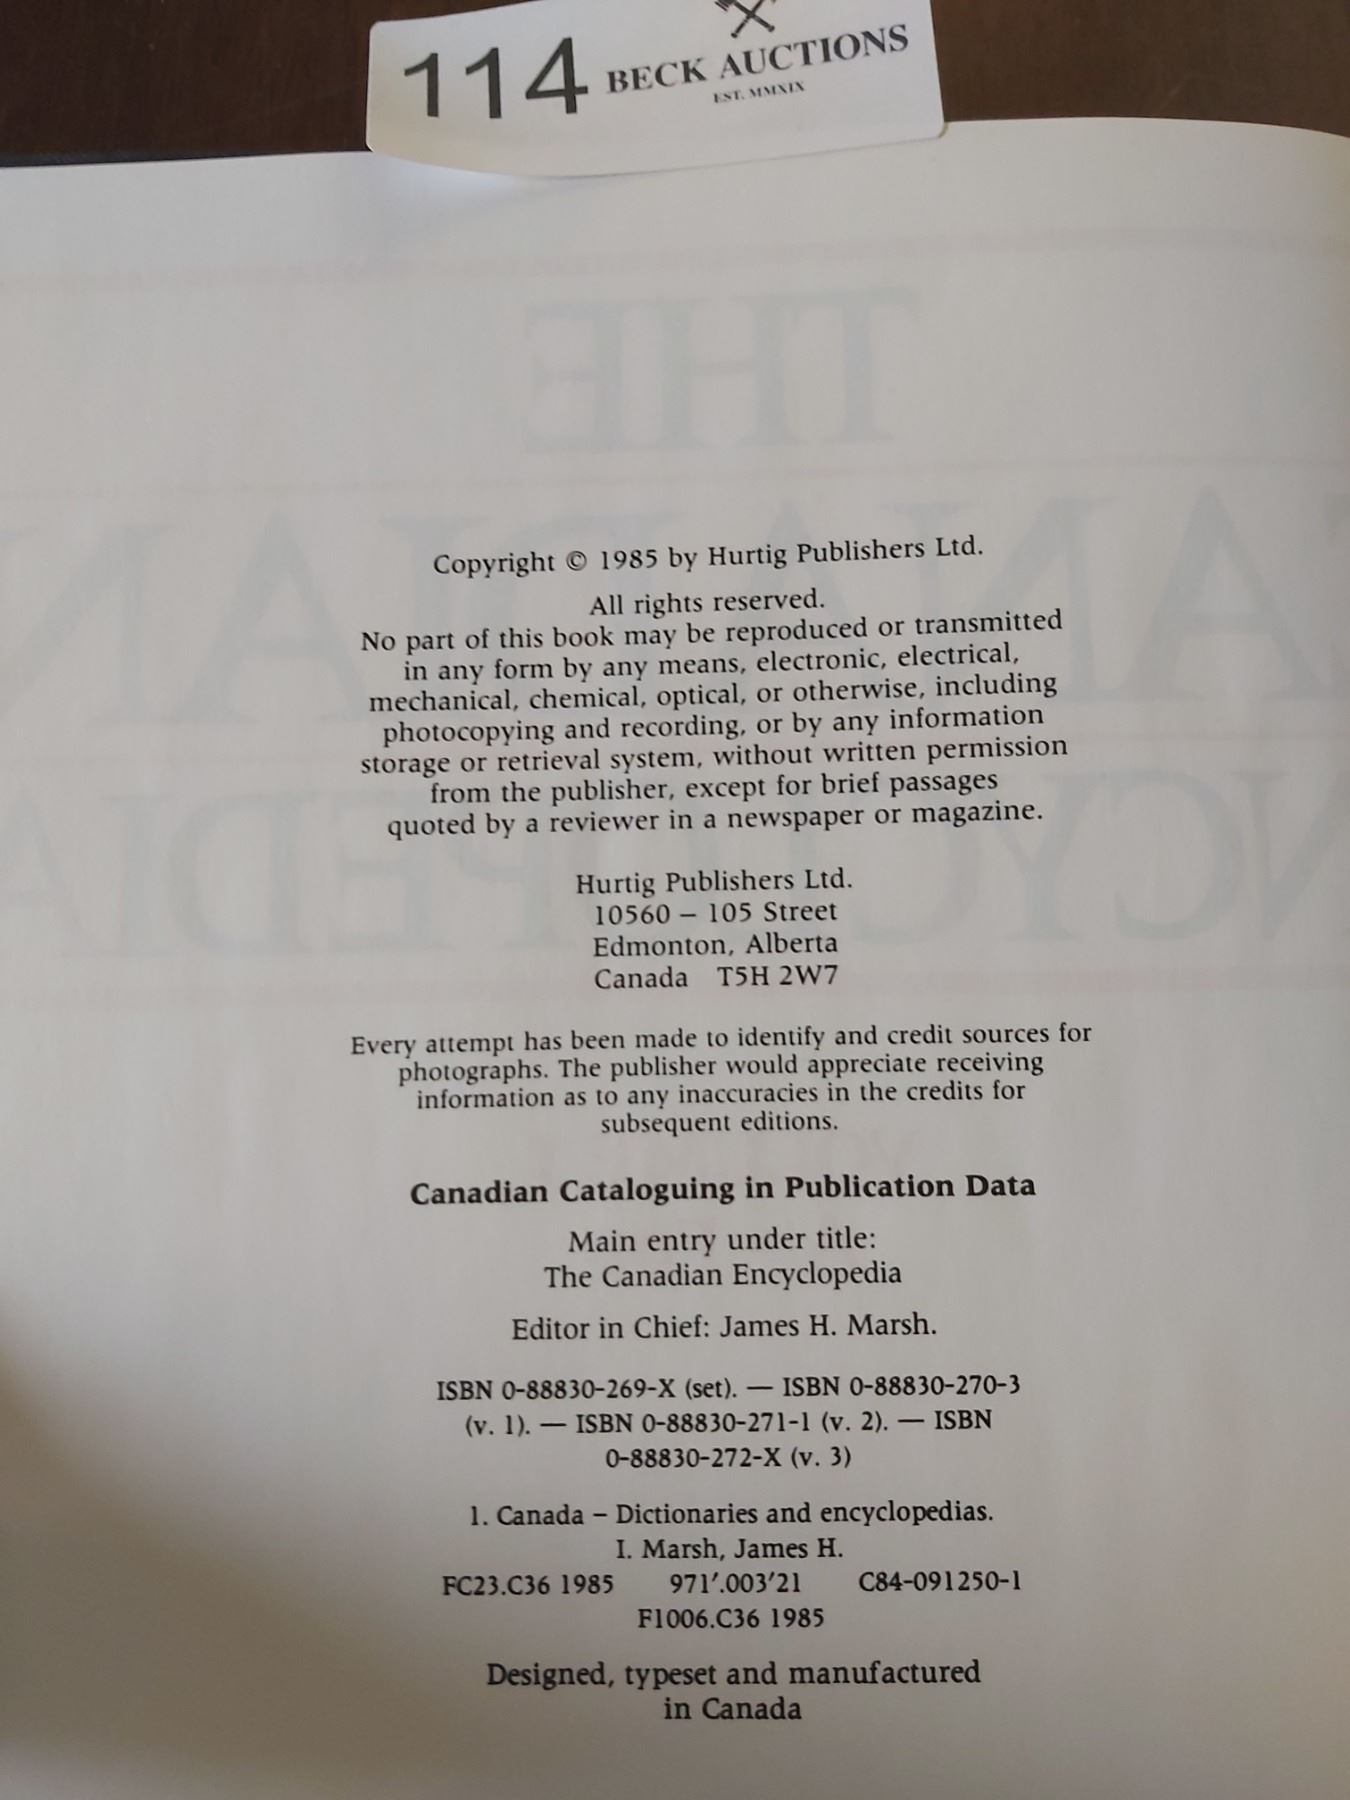 114 BECK AUCTIONS
EST. MMXIX
THE
Copyright © 1985 by Hurtig Publishers Ltd.
All rights reserved.
No part of this book may be reproduced or transmitted
in any form by any means, electronic, electrical,
mechanical, chemical, optical, or otherwise, including
photocopying and recording, or by any information
storage or retrieval system, without written permission
from the publisher, except for brief passages
quoted by a reviewer in a newspaper or magazine.
Hurtig Publishers Ltd.
10560 – 105 Street
Edmonton, Alberta
Canada T5H 2W7
Every attempt has been made to identify and credit sources for
photographs. The publisher would appreciate receiving
information as to any inaccuracies in the credits for
subsequent editions.
Canadian Cataloguing in Publication Data
Main entry under title:
The Canadian Encyclopedia
Editor in Chief: James H. Marsh.
ISBN 0-88830-269-X (set). — ISBN 0-88830-270-3
(v. 1). — ISBN 0-88830-271-1 (v. 2). — ISBN
0-88830-272-X (v. 3)
1. Canada – Dictionaries and encyclopedias.
I. Marsh, James H.
FC23.C36 1985 971′.003′21 C84-091250-1
F1006.C36 1985
Designed, typeset and manufactured
in Canada